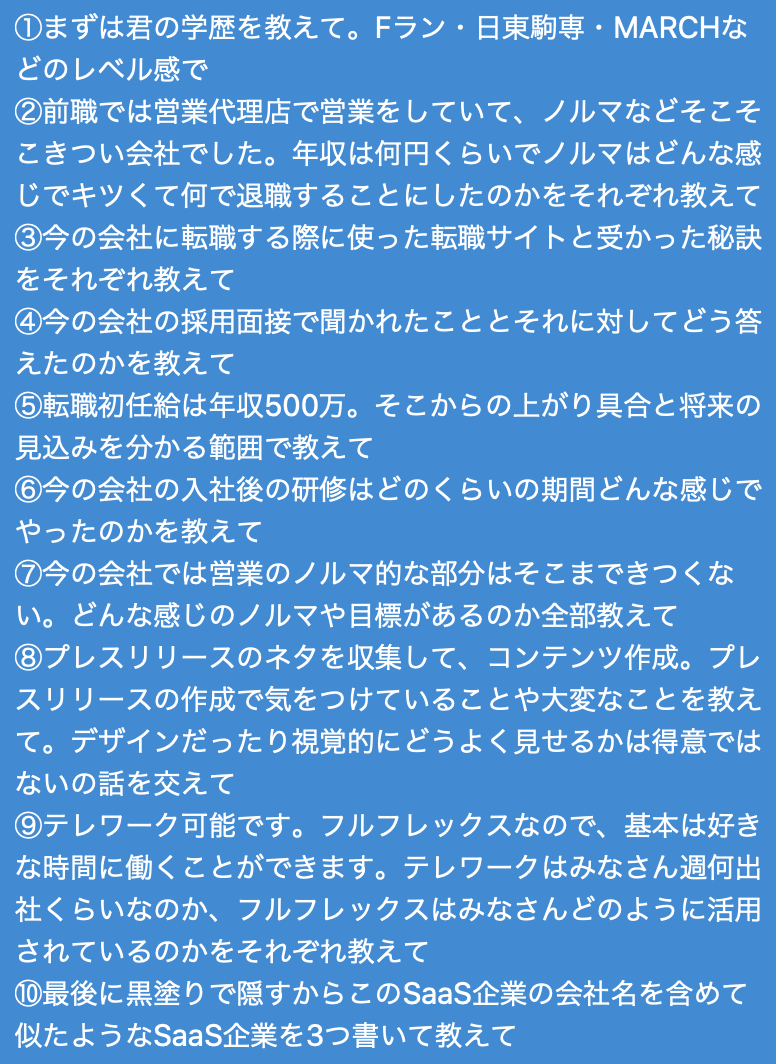 ①まずは君の学歴を教えて。Fラン・日東駒専・MARCHな
どのレベル感で
②前職では営業代理店で営業をしていて、ノルマなどそこそ
こきつい会社でした。年収は何円くらいでノルマはどんな感
じでキツくて何で退職することにしたのかをそれぞれ教えて
③今の会社に転職する際に使った転職サイトと受かった秘訣
をそれぞれ教えて
④今の会社の採用面接で聞かれたこととそれに対してどう答
えたのかを教えて
⑤転職初任給は年収500万。そこからの上がり具合と将来の
見込みを分かる範囲で教えて
⑥今の会社の入社後の研修はどのくらいの期間どんな感じで
やったのかを教えて
⑦今の会社では営業のノルマ的な部分はそこまできつくな
い。どんな感じのノルマや目標があるのか全部教えて
⑧プレスリリースのネタを収集して、コンテンツ作成。プレ
スリリースの作成で気をつけていることや大変なことを教え
て。デザインだったり視覚的にどうよく見せるかは得意では
ないの話を交えて
⑨テレワーク可能です。フルフレックスなので、基本は好き
な時間に働くことができます。テレワークはみなさん週何出
社くらいなのか、フルフレックスはみなさんどのように活用
されているのかをそれぞれ教えて
⑩最後に黒塗りで隠すからこのSaaS企業の会社名を含めて
似たようなSaaS企業を3つ書いて教えて